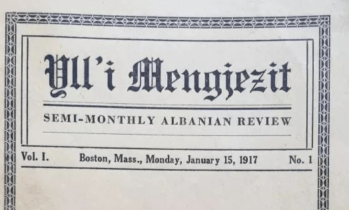 Yll'i Mengjezit
SEMI-MONTHLY ALBANIAN REVIEW
Vol. I. Boston, Mass., Monday, January 15, 1917 No. 1